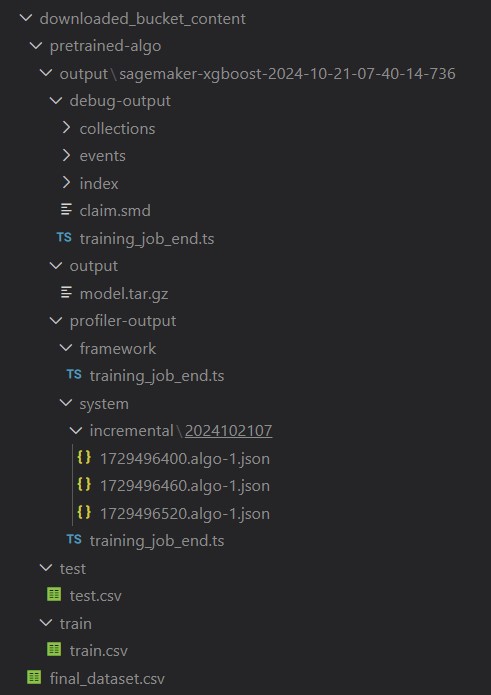 downloaded_bucket_content
pretrained-algo
output\sagemaker-xgboost-2024-10-21-07-40-14-736
debug-output
collections
events
index
claim.smd
TS training_job_end.ts
output
model.tar.gz
profiler-output
framework
TS training_job_end.ts
system
incremental\2024102107
{} 1729496400.algo-1.json
{} 1729496460.algo-1.json
{} 1729496520.algo-1.json
TS training_job_end.ts
test
test.csv
train
train.csv
final_dataset.csv